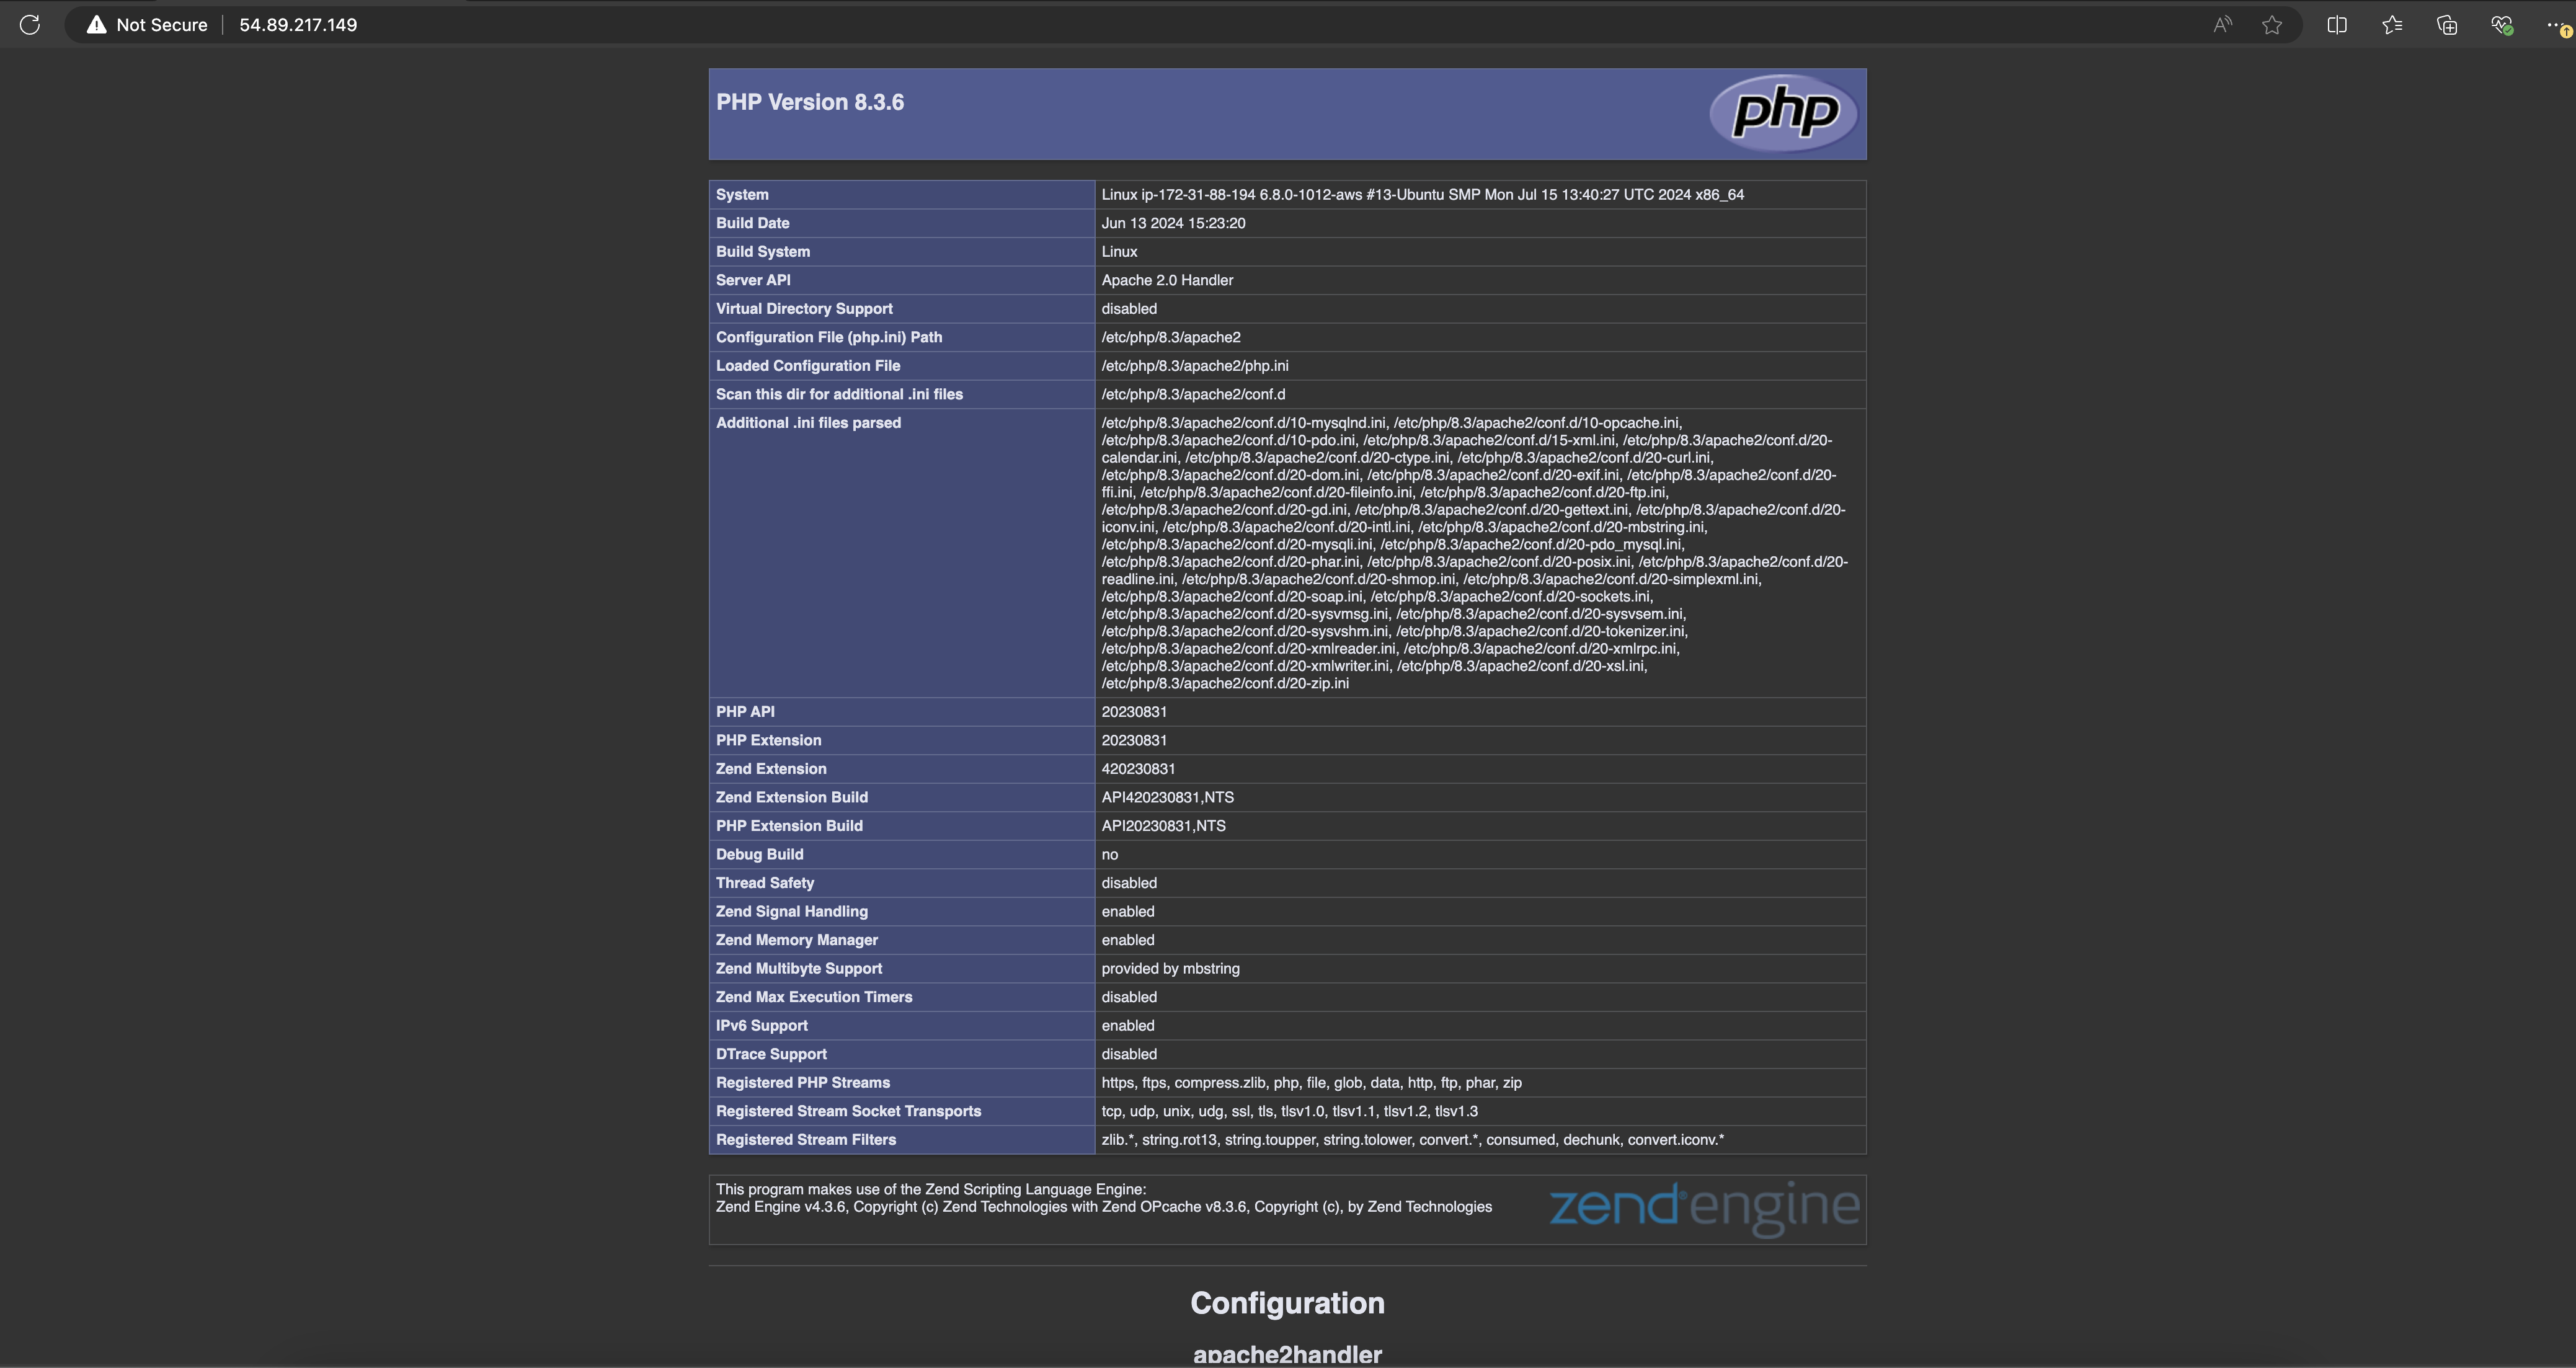 Not Secure 54.89.217.149
PHP Version 8.3.6
php
System Linux ip-172-31-88-194 6.8.0-1012-aws #13-Ubuntu SMP Mon Jul 15 13:40:27 UTC 2024 x86_64
Build Date Jun 13 2024 15:23:20
Build System Linux
Server API Apache 2.0 Handler
Virtual Directory Support disabled
Configuration File (php.ini) Path /etc/php/8.3/apache2
Loaded Configuration File /etc/php/8.3/apache2/php.ini
Scan this dir for additional .ini files /etc/php/8.3/apache2/conf.d
Additional .ini files parsed /etc/php/8.3/apache2/conf.d/10-mysqlnd.ini, /etc/php/8.3/apache2/conf.d/10-opcache.ini,
/etc/php/8.3/apache2/conf.d/10-pdo.ini, /etc/php/8.3/apache2/conf.d/15-xml.ini, /etc/php/8.3/apache2/conf.d/20-
calendar.ini, /etc/php/8.3/apache2/conf.d/20-ctype.ini, /etc/php/8.3/apache2/conf.d/20-curl.ini,
/etc/php/8.3/apache2/conf.d/20-dom.ini, /etc/php/8.3/apache2/conf.d/20-exif.ini, /etc/php/8.3/apache2/conf.d/20-
ffi.ini, /etc/php/8.3/apache2/conf.d/20-fileinfo.ini, /etc/php/8.3/apache2/conf.d/20-ftp.ini,
/etc/php/8.3/apache2/conf.d/20-gd.ini, /etc/php/8.3/apache2/conf.d/20-gettext.ini, /etc/php/8.3/apache2/conf.d/20-
iconv.ini, /etc/php/8.3/apache2/conf.d/20-intl.ini, /etc/php/8.3/apache2/conf.d/20-mbstring.ini,
/etc/php/8.3/apache2/conf.d/20-mysqli.ini, /etc/php/8.3/apache2/conf.d/20-pdo_mysql.ini,
/etc/php/8.3/apache2/conf.d/20-phar.ini, /etc/php/8.3/apache2/conf.d/20-posix.ini, /etc/php/8.3/apache2/conf.d/20-
readline.ini, /etc/php/8.3/apache2/conf.d/20-shmop.ini, /etc/php/8.3/apache2/conf.d/20-simplexml.ini,
/etc/php/8.3/apache2/conf.d/20-soap.ini, /etc/php/8.3/apache2/conf.d/20-sockets.ini,
/etc/php/8.3/apache2/conf.d/20-sysvmsg.ini, /etc/php/8.3/apache2/conf.d/20-sysvsem.ini,
/etc/php/8.3/apache2/conf.d/20-sysvshm.ini, /etc/php/8.3/apache2/conf.d/20-tokenizer.ini,
/etc/php/8.3/apache2/conf.d/20-xmlreader.ini, /etc/php/8.3/apache2/conf.d/20-xmlrpc.ini,
/etc/php/8.3/apache2/conf.d/20-xmlwriter.ini, /etc/php/8.3/apache2/conf.d/20-xsl.ini,
/etc/php/8.3/apache2/conf.d/20-zip.ini
PHP API 20230831
PHP Extension 20230831
Zend Extension 420230831
Zend Extension Build API420230831,NTS
PHP Extension Build API20230831,NTS
Debug Build no
Thread Safety disabled
Zend Signal Handling enabled
Zend Memory Manager enabled
Zend Multibyte Support provided by mbstring
Zend Max Execution Timers disabled
IPv6 Support enabled
DTrace Support disabled
Registered PHP Streams https, ftps, compress.zlib, php, file, glob, data, http, ftp, phar, zip
Registered Stream Socket Transports tcp, udp, unix, udg, ssl, tls, tlsv1.0, tlsv1.1, tlsv1.2, tlsv1.3
Registered Stream Filters zlib.*, string.rot13, string.toupper, string.tolower, convert.*, consumed, dechunk, convert.iconv.*
This program makes use of the Zend Scripting Language Engine:
Zend Engine v4.3.6, Copyright (c) Zend Technologies with Zend OPcache v8.3.6, Copyright (c), by Zend Technologies
zend®engine
Configuration
apache2handler